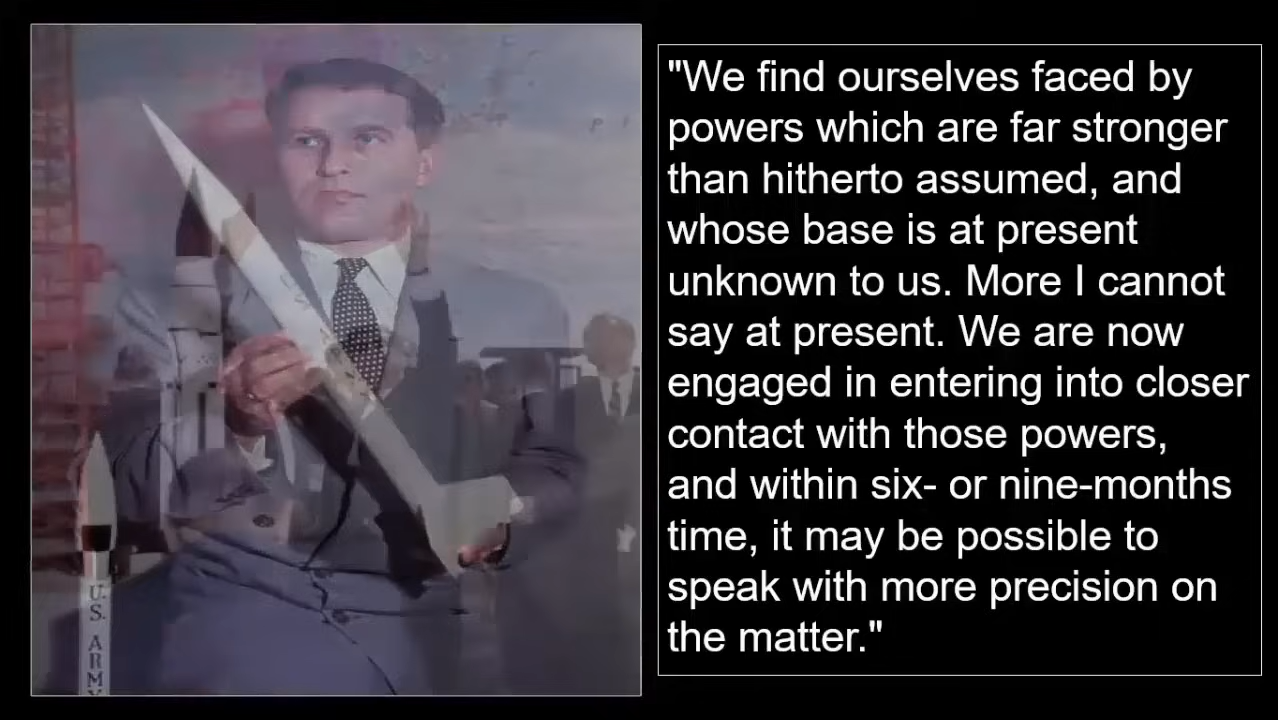 "We find ourselves faced by
powers which are far stronger
than hitherto assumed, and
whose base is at present
unknown to us. More I cannot
say at present. We are now
engaged in entering into closer
contact with those powers,
and within six- or nine-months
time, it may be possible to
speak with more precision on
the matter."
U.S. ARMY